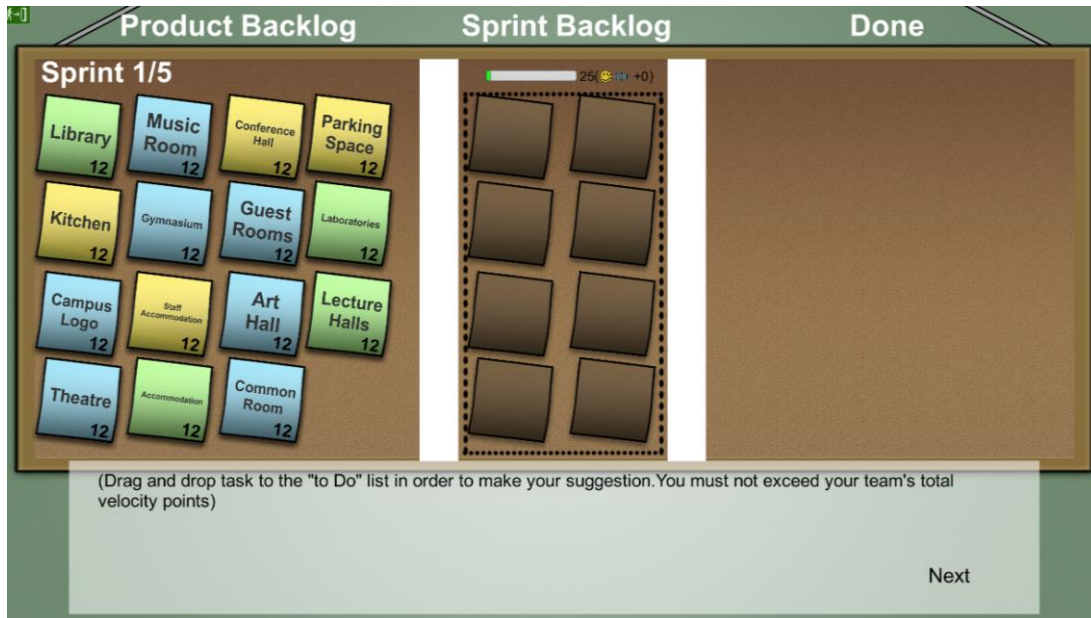 Product Backlog
Sprint Backlog
Done
Sprint 1/5
25( +0)
Library
12
Music
Room
12
Conference
Hall
12
Parking
Space
12
Kitchen
12
Gymnasium
12
Guest
Rooms
12
Laboratories
12
Campus
Logo
12
Staff
Accommodation
12
Art
Hall
12
Lecture
Halls
12
Theatre
12
Accommodation
12
Common
Room
12
(Drag and drop task to the "to Do" list in order to make your suggestion.You must not exceed your team's total
velocity points)
Next